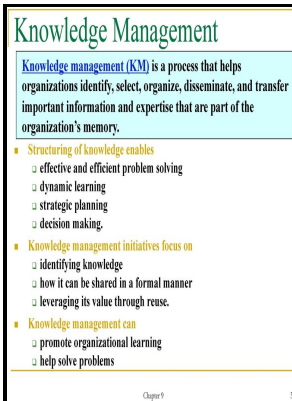 Knowledge Management
Knowledge management (KM) is a process that helps
organizations identify, select, organize, disseminate, and transfer
important information and expertise that are part of the
organization's memory.
Structuring of knowledge enables
effective and efficient problem solving
dynamic learning
strategic planning
decision making.
Knowledge management initiatives focus on
identifying knowledge
how it can be shared in a formal manner
leveraging its value through reuse.
Knowledge management can
promote organizational learning
help solve problems
Chapter 9